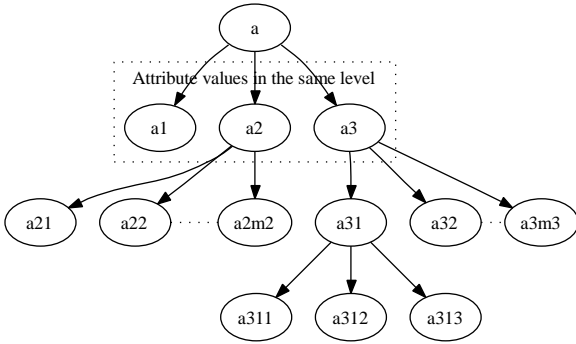 a
Attribute values in the same level
a1 a2 a3
a21 a22 a2m2 a31 a32 a3m3
a311 a312 a313